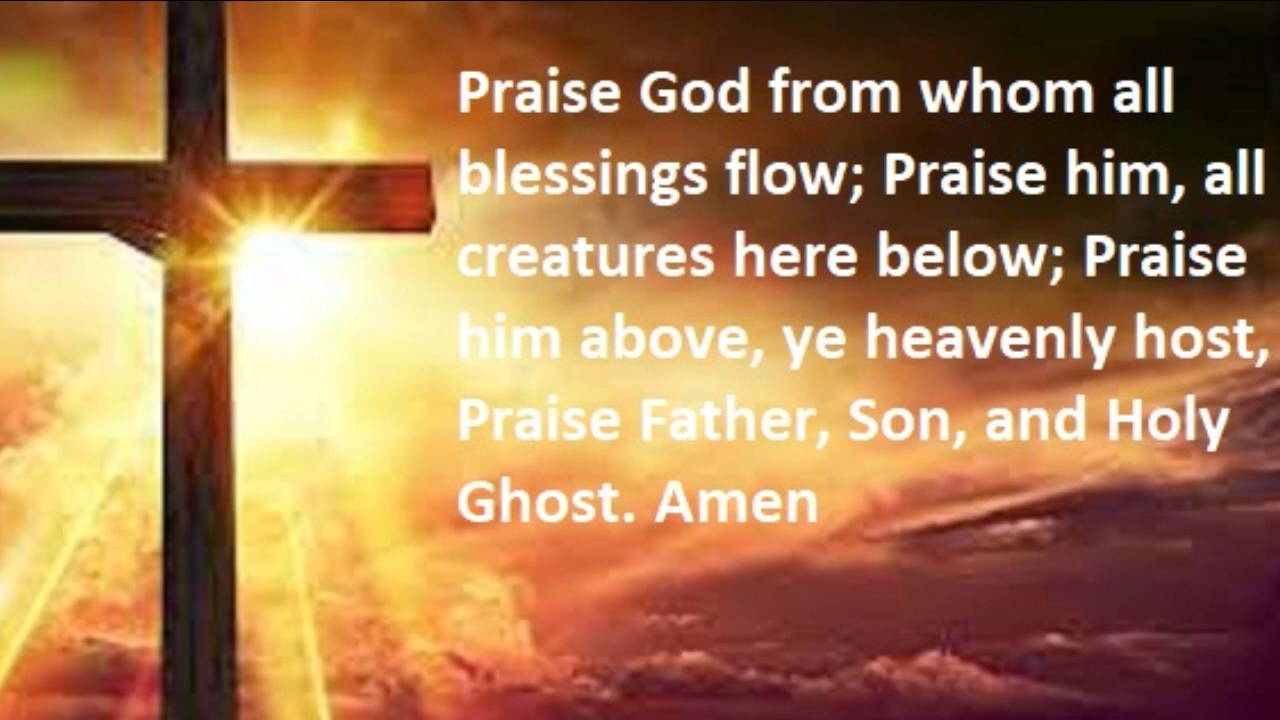 Praise God from whom all
blessings flow; Praise him, all
creatures here below; Praise
him above, ye heavenly host,
Praise Father, Son, and Holy
Ghost. Amen